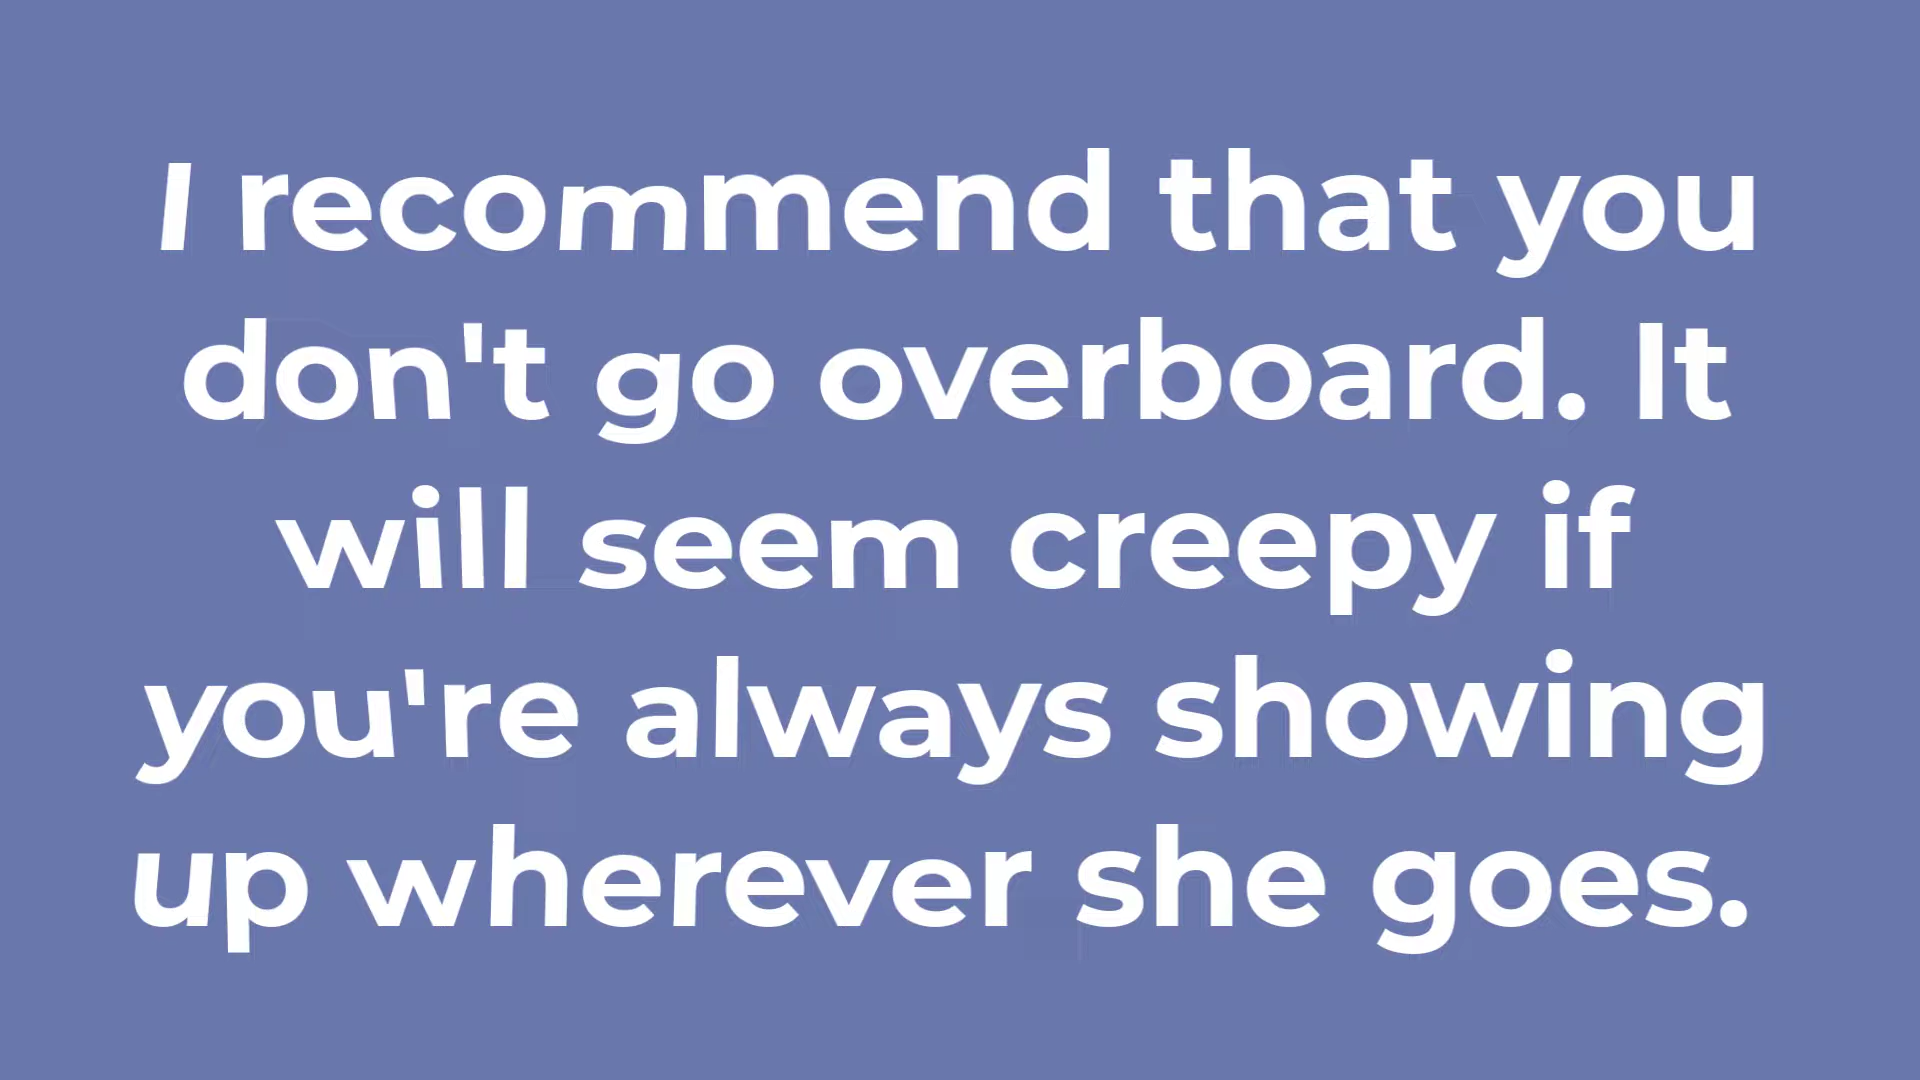 I recommend that you
don't go overboard. It
will seem creepy if
you're always showing
up wherever she goes.